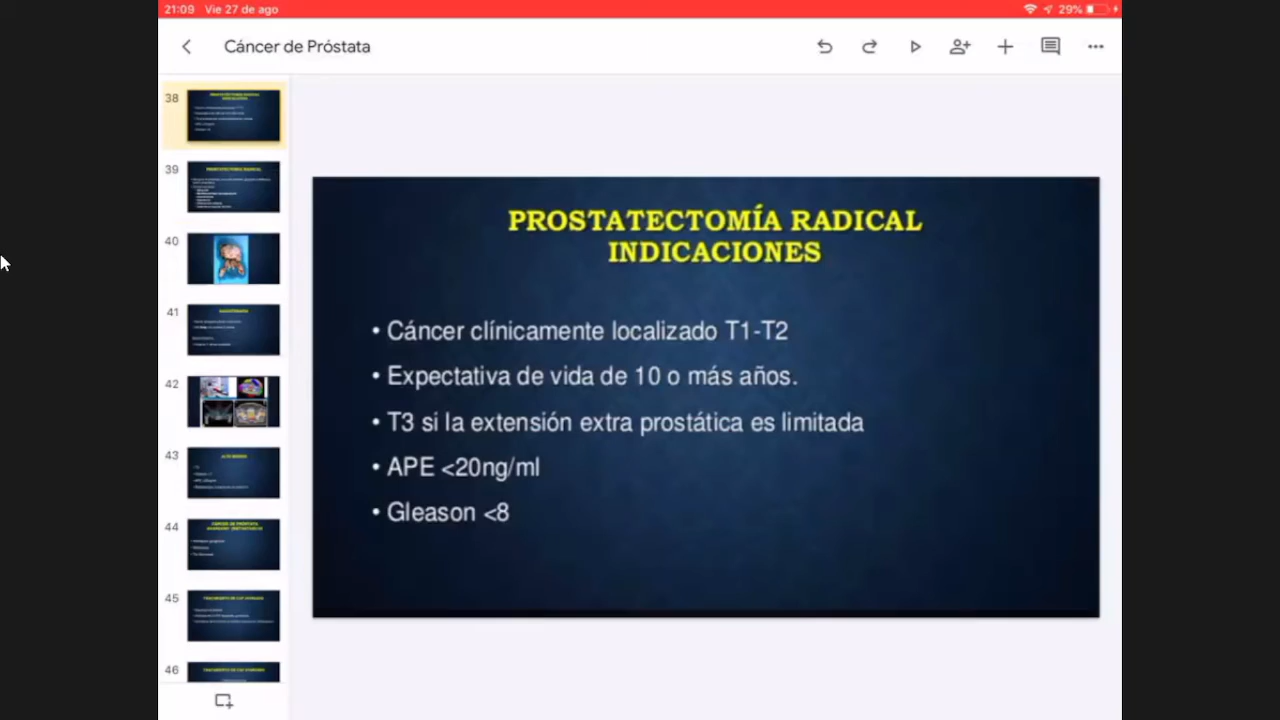 21:09 Vie 27 de ago 29%
Cáncer de Próstata
38
39
40
41
42
43
44
45
46
PROSTATECTOMÍA RADICAL
INDICACIONES
• Cáncer clínicamente localizado T1-T2
• Expectativa de vida de 10 o más años.
• T3 si la extensión extra prostática es limitada
• APE <20ng/ml
• Gleason <8